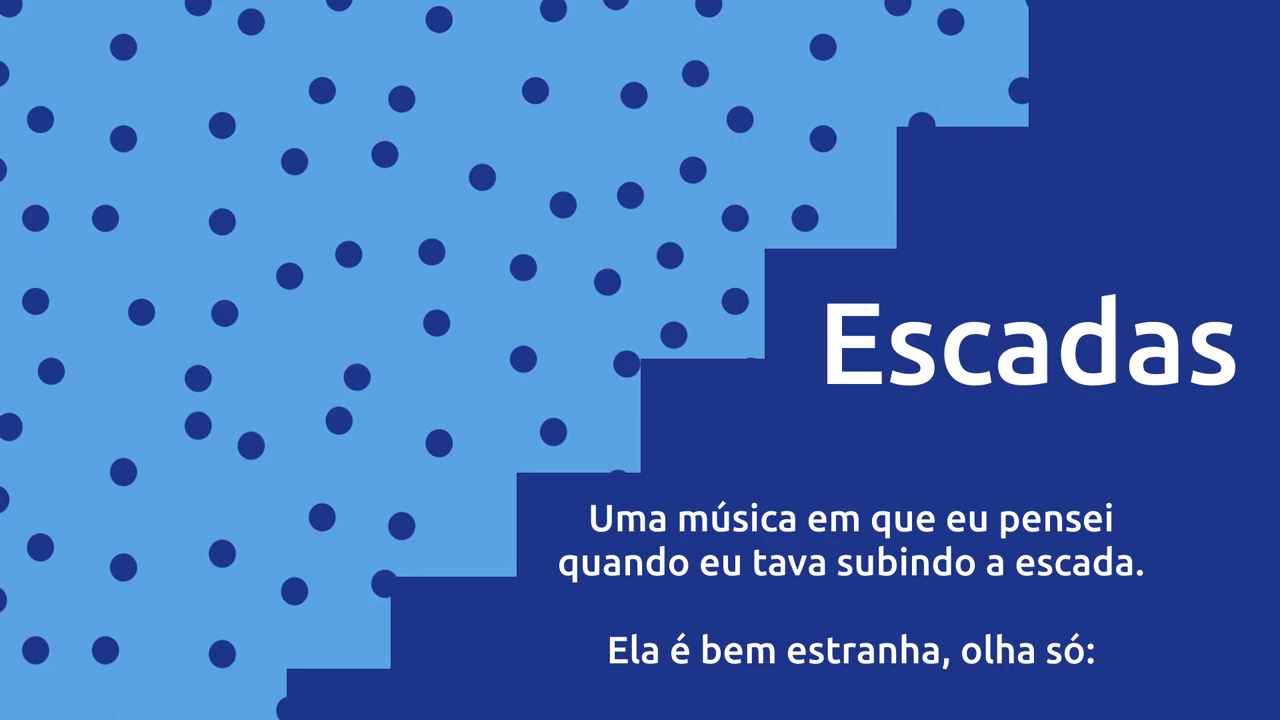 Escadas
Uma música em que eu pensei
quando eu tava subindo a escada.
Ela é bem estranha, olha só: